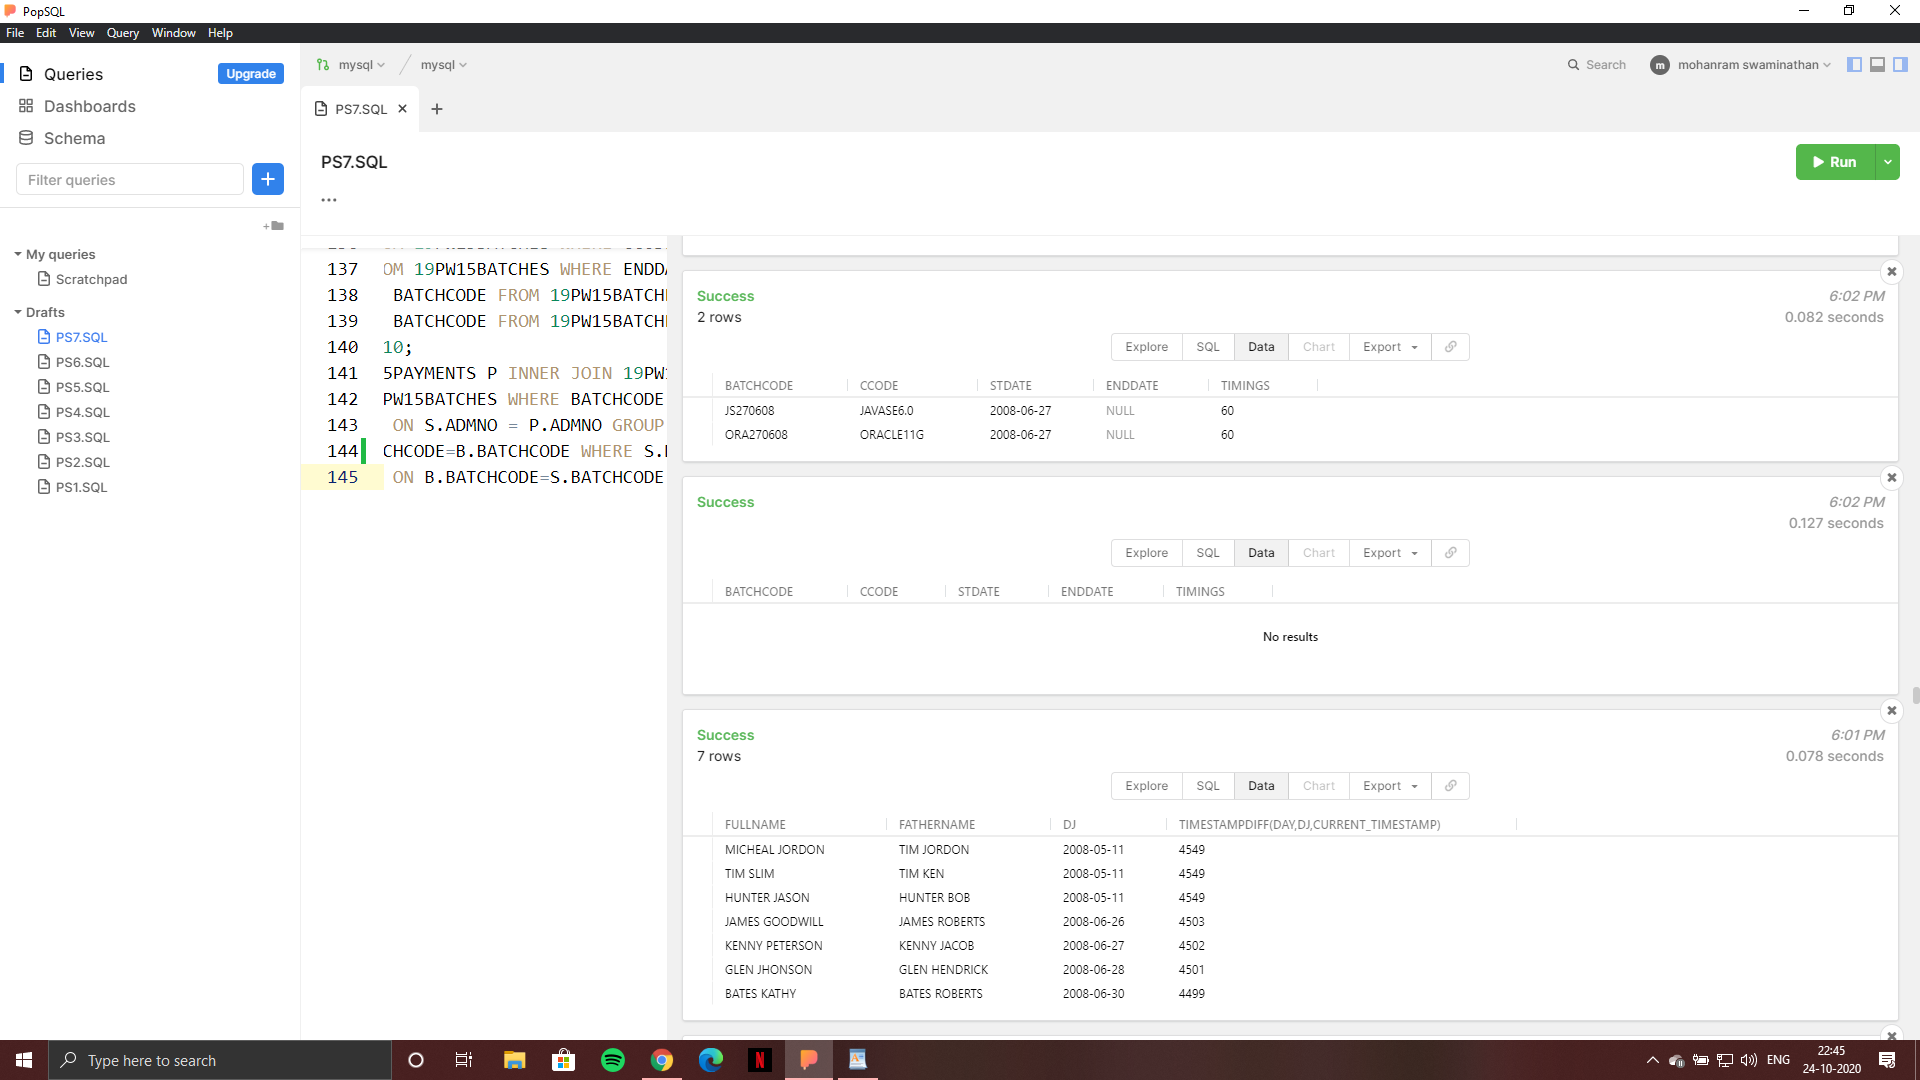 PopSQL
File Edit View Query Window Help
Queries Upgrade
Dashboards
Schema
Filter queries
My queries
Scratchpad
Drafts
PS7.SQL
PS6.SQL
PS5.SQL
PS4.SQL
PS3.SQL
PS2.SQL
PS1.SQL
mysql mysql
Search m mohanram swaminathan
PS7.SQL
PS7.SQL
Run
...
137 OM 19PW15BATCHES WHERE ENDDA
138 BATCHCODE FROM 19PW15BATCHE
139 BATCHCODE FROM 19PW15BATCHE
140 10;
141 5PAYMENTS P INNER JOIN 19PW
142 PW15BATCHES WHERE BATCHCODE
143 ON S.ADMNO = P.ADMNO GROUP
144 CHCODE=B.BATCHCODE WHERE S.
145 ON B.BATCHCODE=S.BATCHCODE
Success 6:02 PM
2 rows 0.082 seconds
Explore SQL Data Chart Export
BATCHCODE CCODE STDATE ENDDATE TIMINGS
JS270608 JAVASE6.0 2008-06-27 NULL 60
ORA270608 ORACLE11G 2008-06-27 NULL 60
Success 6:02 PM
0.127 seconds
Explore SQL Data Chart Export
BATCHCODE CCODE STDATE ENDDATE TIMINGS
No results
Success 6:01 PM
7 rows 0.078 seconds
Explore SQL Data Chart Export
FULLNAME FATHERNAME DJ TIMESTAMPDIFF(DAY,DJ,CURRENT_TIMESTAMP)
MICHEAL JORDON TIM JORDON 2008-05-11 4549
TIM SLIM TIM KEN 2008-05-11 4549
HUNTER JASON HUNTER BOB 2008-05-11 4549
JAMES GOODWILL JAMES ROBERTS 2008-06-26 4503
KENNY PETERSON KENNY JACOB 2008-06-27 4502
GLEN JHONSON GLEN HENDRICK 2008-06-28 4501
BATES KATHY BATES ROBERTS 2008-06-30 4499
Type here to search
ENG
22:45
24-10-2020